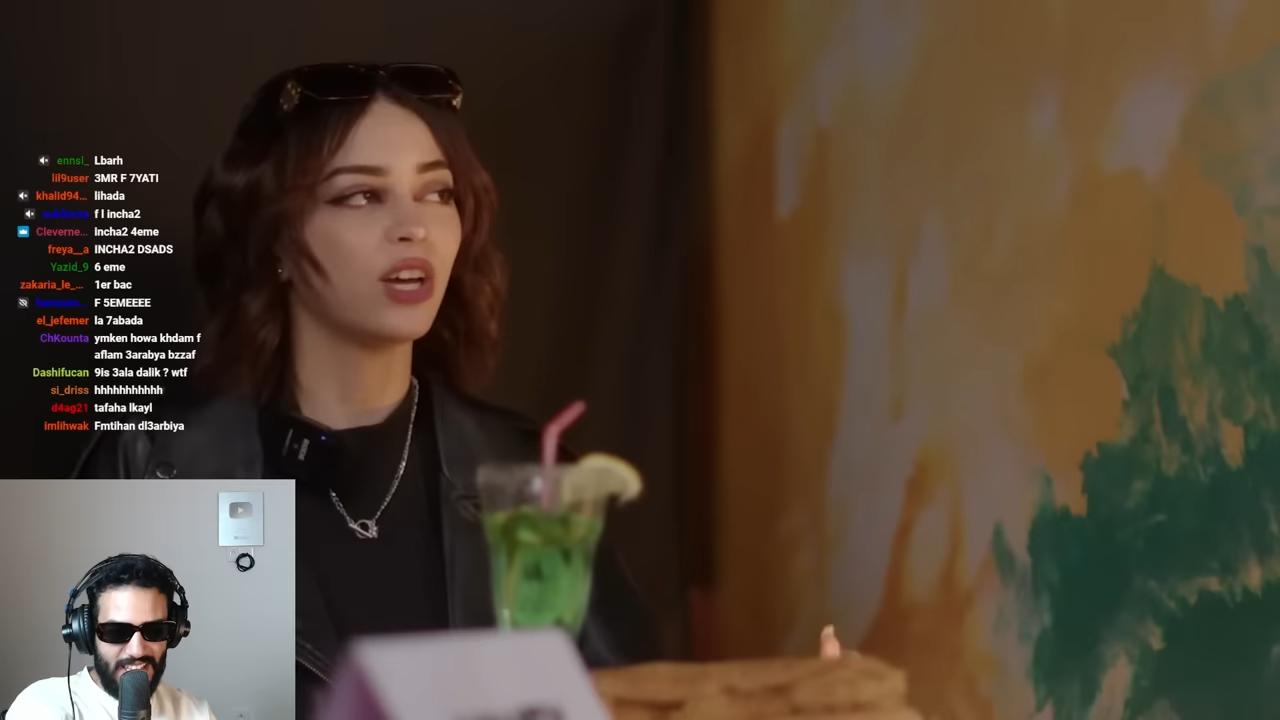 ennsl_ Lbarh
lil9user 3MR F 7YATI
khalid94... lihada
f l incha2
Cleverne... Incha2 4eme
freya__a INCHA2 DSADS
Yazid_9 6 eme
zakaria_le_... 1er bac
F 5EMEEEE
el_jefemer la 7abada
ChKounta ymken howa khdam f
aflam 3arabya bzzaf
Dashifucan 9is 3ala dalik ? wtf
si_driss hhhhhhhhhhh
d4ag21 tafaha lkayl
imlihwak Fmtihan dl3arbiya